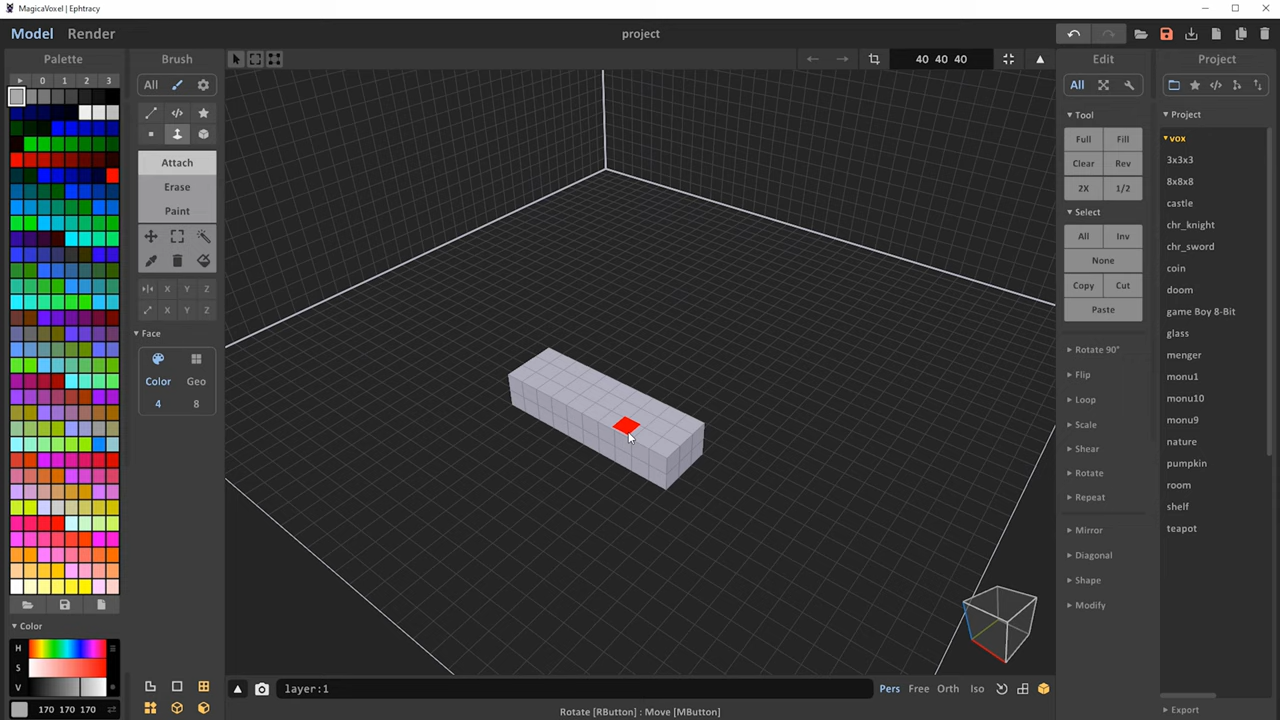 MagicaVoxel | Ephtracy
Model Render
project
Palette
Brush
40 40 40
Edit
Project
0 1 2 3
All
All
Tool
Project
Full Fill
vox
Clear Rev
3x3x3
Attach
8x8x8
Erase
2X 1/2
castle
Paint
Select
chr_knight
All Inv
chr_sword
None
coin
X Y Z
Copy Cut
doom
X Y Z
Paste
game Boy 8-Bit
Face
glass
Rotate 90°
menger
Color Geo
Flip
monu1
4 8
Loop
monu10
Scale
monu9
Shear
nature
Rotate
pumpkin
Repeat
room
shelf
Mirror
teapot
Diagonal
Shape
Modify
Color
H
S
V
170 170 170
layer:1
Pers Free Orth Iso
Rotate [RButton] : Move [MButton]
Export